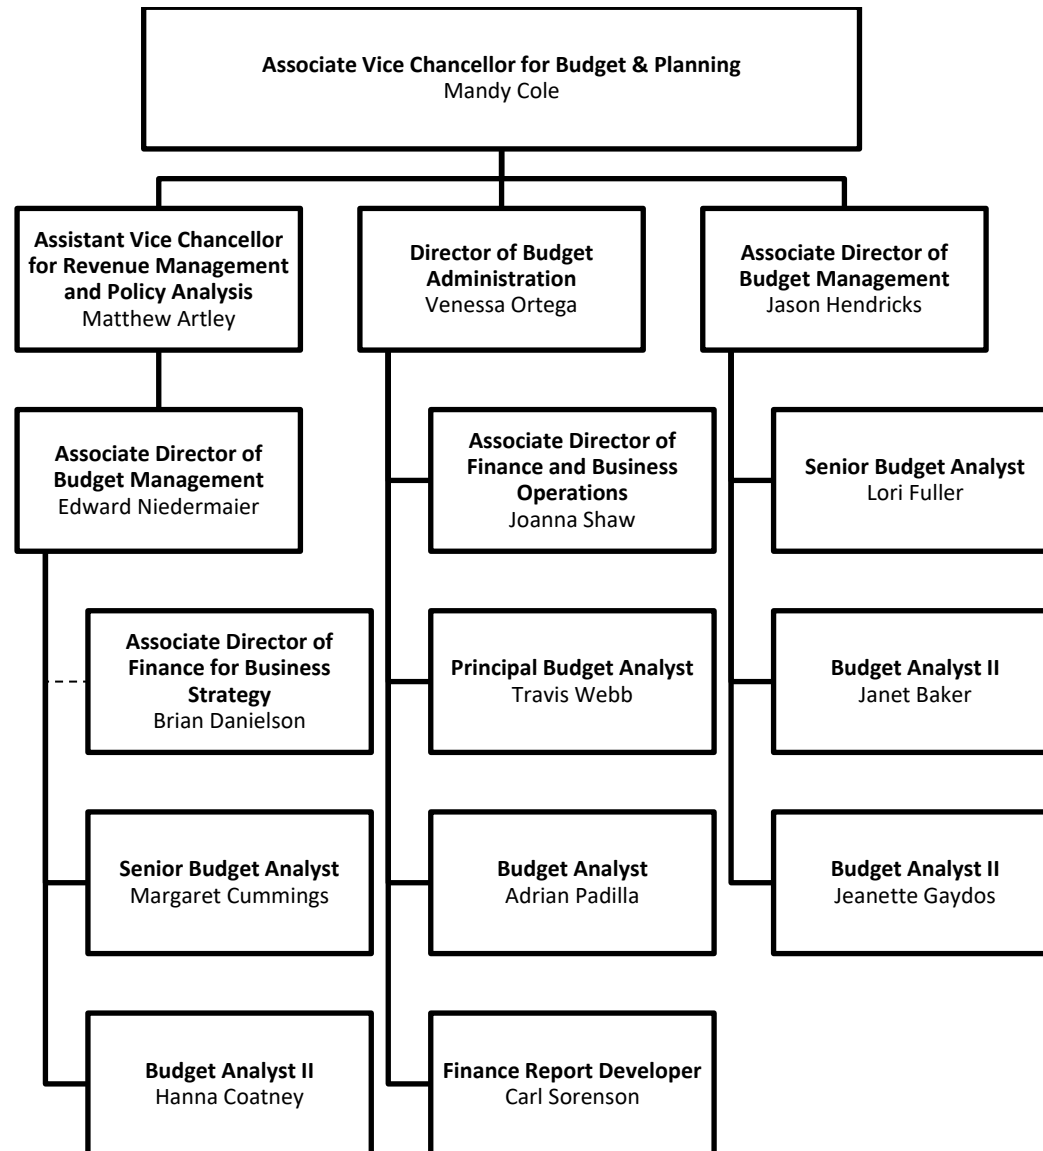 Associate Vice Chancellor for Budget & Planning
Mandy Cole
Assistant Vice Chancellor
for Revenue Management
and Policy Analysis
Matthew Artley
Director of Budget
Administration
Venessa Ortega
Associate Director of
Budget Management
Jason Hendricks
Associate Director of
Budget Management
Edward Niedermaier
Associate Director of
Finance and Business
Operations
Joanna Shaw
Senior Budget Analyst
Lori Fuller
Associate Director of
Finance for Business
Strategy
Brian Danielson
Principal Budget Analyst
Travis Webb
Budget Analyst II
Janet Baker
Senior Budget Analyst
Margaret Cummings
Budget Analyst
Adrian Padilla
Budget Analyst II
Jeanette Gaydos
Budget Analyst II
Hanna Coatney
Finance Report Developer
Carl Sorenson